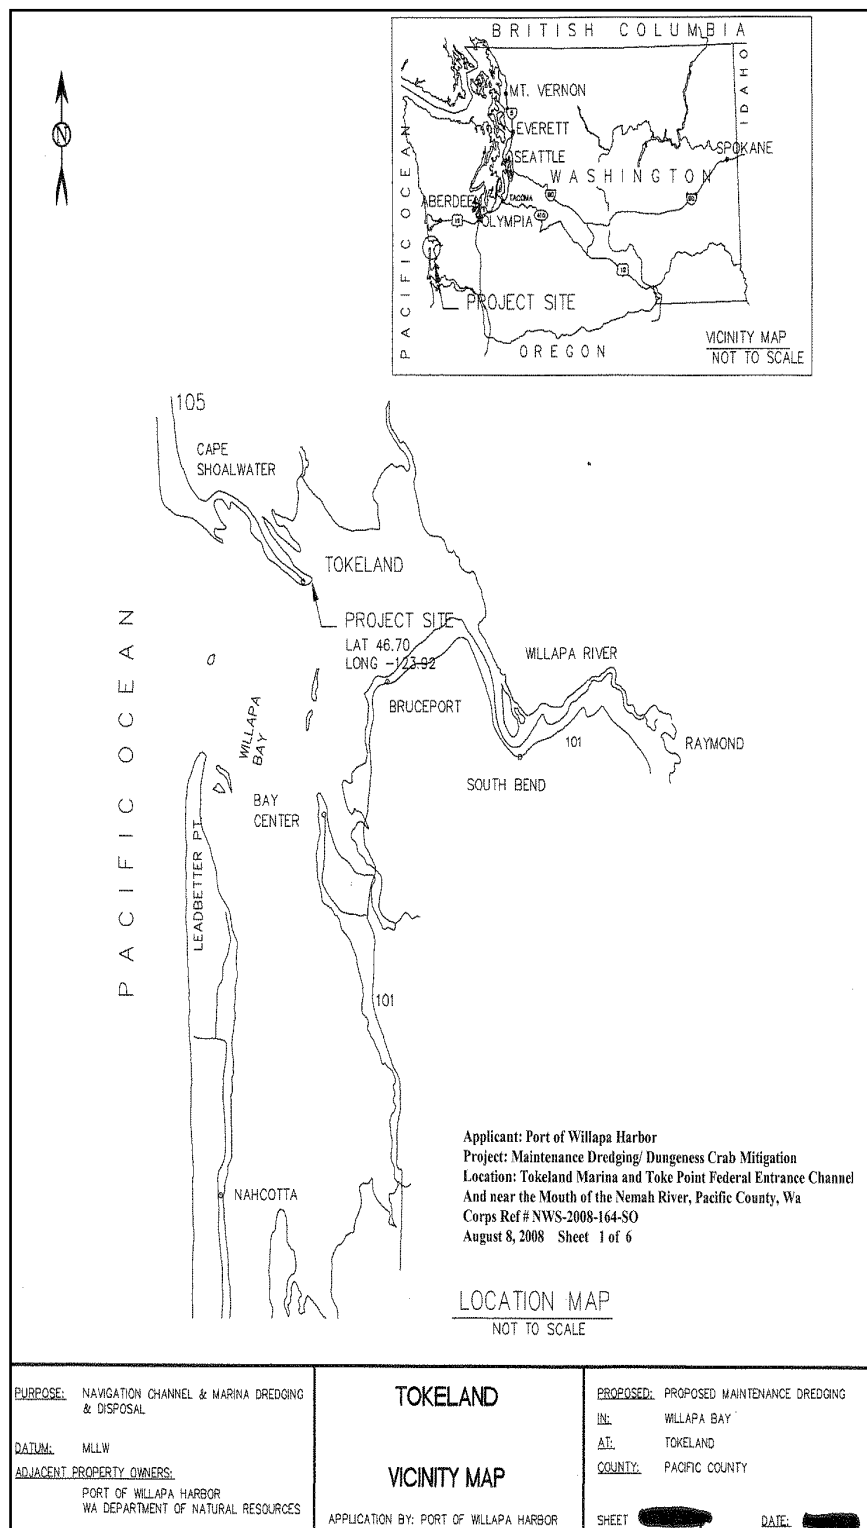 BRITISH COLUMBIA
IDAHO
N
MT. VERNON
5
EVERETT
SEATTLE
SPOKANE
WASHINGTON
PACIFIC OCEAN
ABERDEEN
TACOMA
90
90
12
OLYMPIA
410
12
PROJECT SITE
OREGON
VICINITY MAP
NOT TO SCALE
105
CAPE
SHOALWATER
TOKELAND
PROJECT SITE
LAT 46.70
LONG -123.92
PACIFIC OCEAN
WILLAPA RIVER
BRUCEPORT
WILLAPA
BAY
101
RAYMOND
SOUTH BEND
BAY
CENTER
LEADBETTER PT.
101
NAHCOTTA
Applicant: Port of Willapa Harbor
Project: Maintenance Dredging/ Dungeness Crab Mitigation
Location: Tokeland Marina and Toke Point Federal Entrance Channel
And near the Mouth of the Nemah River, Pacific County, Wa
Corps Ref # NWS-2008-164-SO
August 8, 2008 Sheet 1 of 6
LOCATION MAP
NOT TO SCALE
PURPOSE: NAVIGATION CHANNEL & MARINA DREDGING
& DISPOSAL
DATUM: MLLW
ADJACENT PROPERTY OWNERS:
PORT OF WILLAPA HARBOR
WA DEPARTMENT OF NATURAL RESOURCES
TOKELAND
VICINITY MAP
APPLICATION BY: PORT OF WILLAPA HARBOR
PROPOSED: PROPOSED MAINTENANCE DREDGING
IN: WILLAPA BAY
AT: TOKELAND
COUNTY: PACIFIC COUNTY
SHEET DATE: